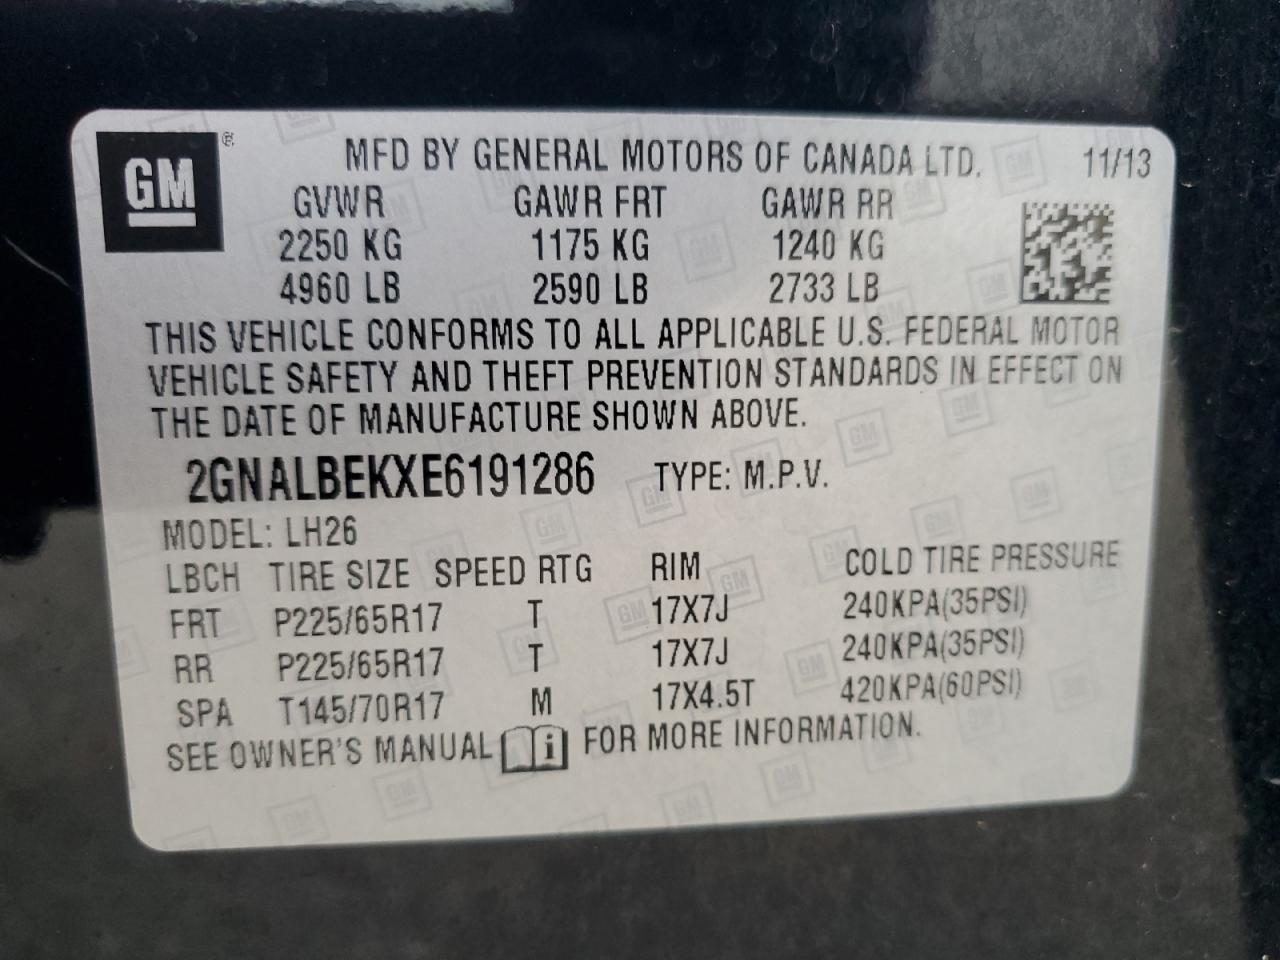 GM ® MFD BY GENERAL MOTORS OF CANADA LTD. 11/13
GVWR GAWR FRT GAWR RR
2250 KG 1175 KG 1240 KG
4960 LB 2590 LB 2733 LB
THIS VEHICLE CONFORMS TO ALL APPLICABLE U.S. FEDERAL MOTOR
VEHICLE SAFETY AND THEFT PREVENTION STANDARDS IN EFFECT ON
THE DATE OF MANUFACTURE SHOWN ABOVE.
2GNALBEKXE6191286 TYPE: M.P.V.
MODEL: LH26
LBCH TIRE SIZE SPEED RTG RIM COLD TIRE PRESSURE
FRT P225/65R17 T 17X7J 240KPA(35PSI)
RR P225/65R17 T 17X7J 240KPA(35PSI)
SPA T145/70R17 M 17X4.5T 420KPA(60PSI)
SEE OWNER'S MANUAL i FOR MORE INFORMATION.